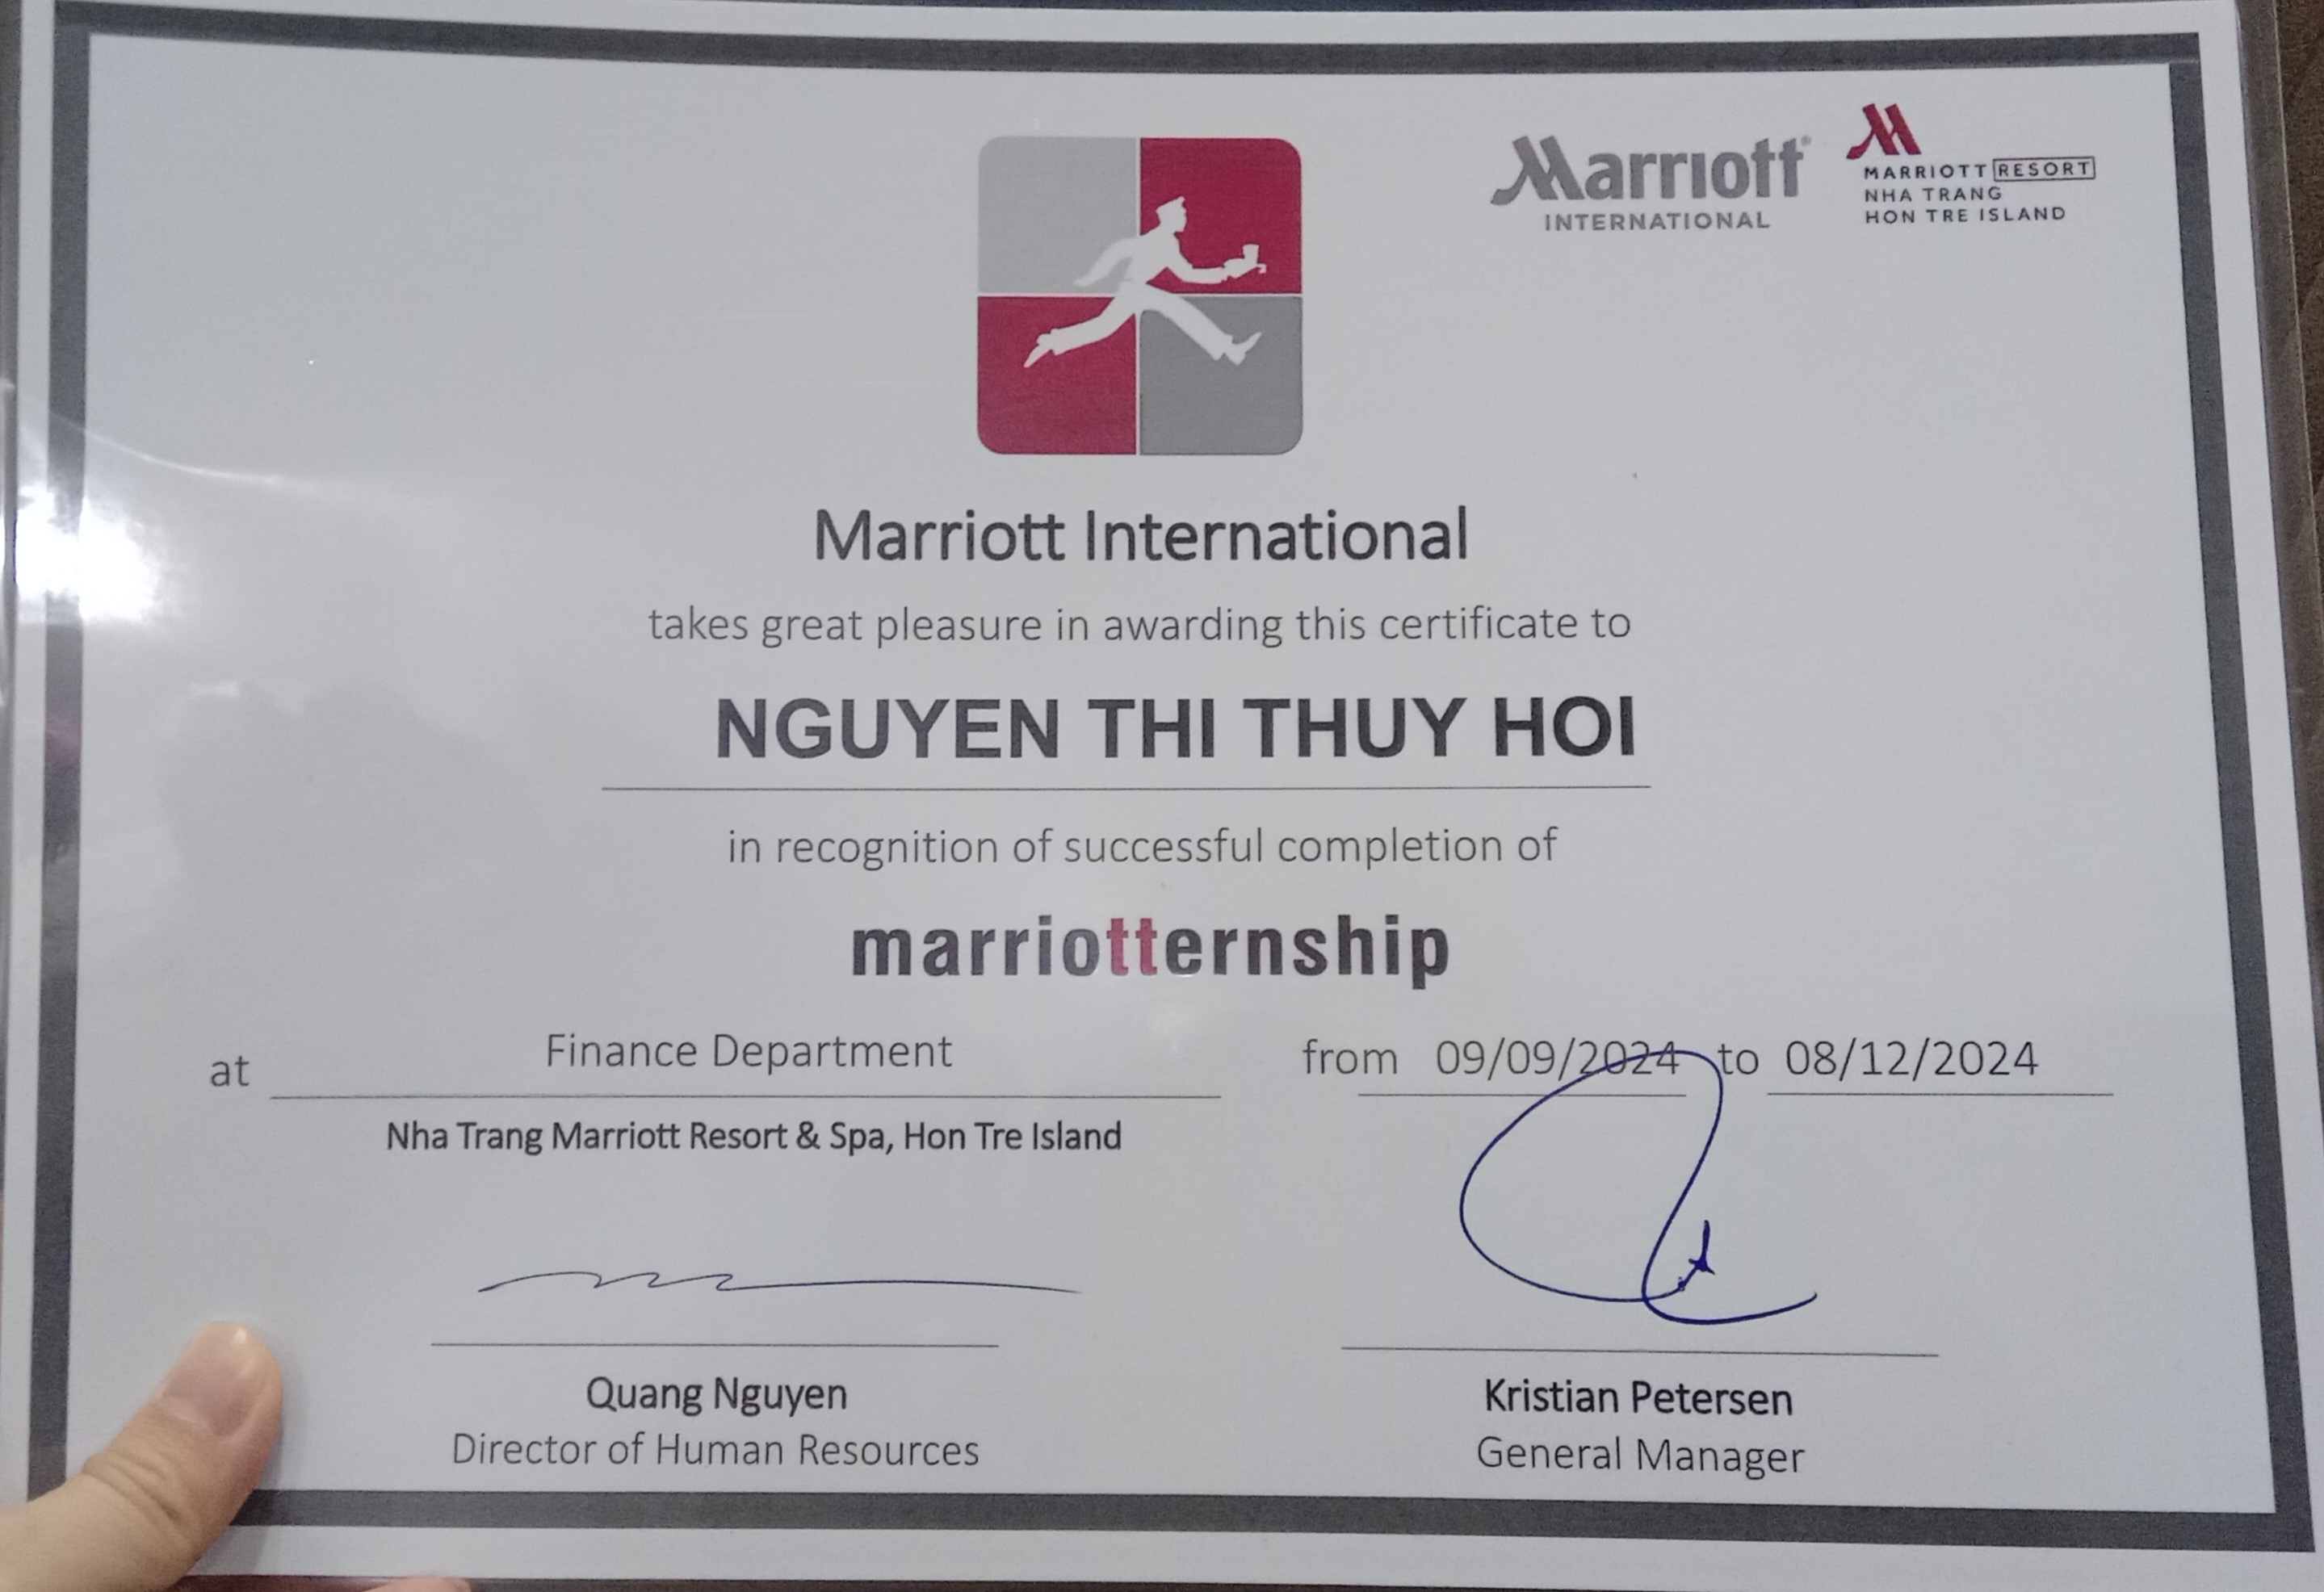 Marriott
INTERNATIONAL
MARRIOTT RESORT
NHA TRANG
HON TRE ISLAND
Marriott International
takes great pleasure in awarding this certificate to
NGUYEN THI THUY HOI
in recognition of successful completion of
marriotternship
at Finance Department from 09/09/2024 to 08/12/2024
Nha Trang Marriott Resort & Spa, Hon Tre Island
Quang Nguyen
Director of Human Resources
Kristian Petersen
General Manager